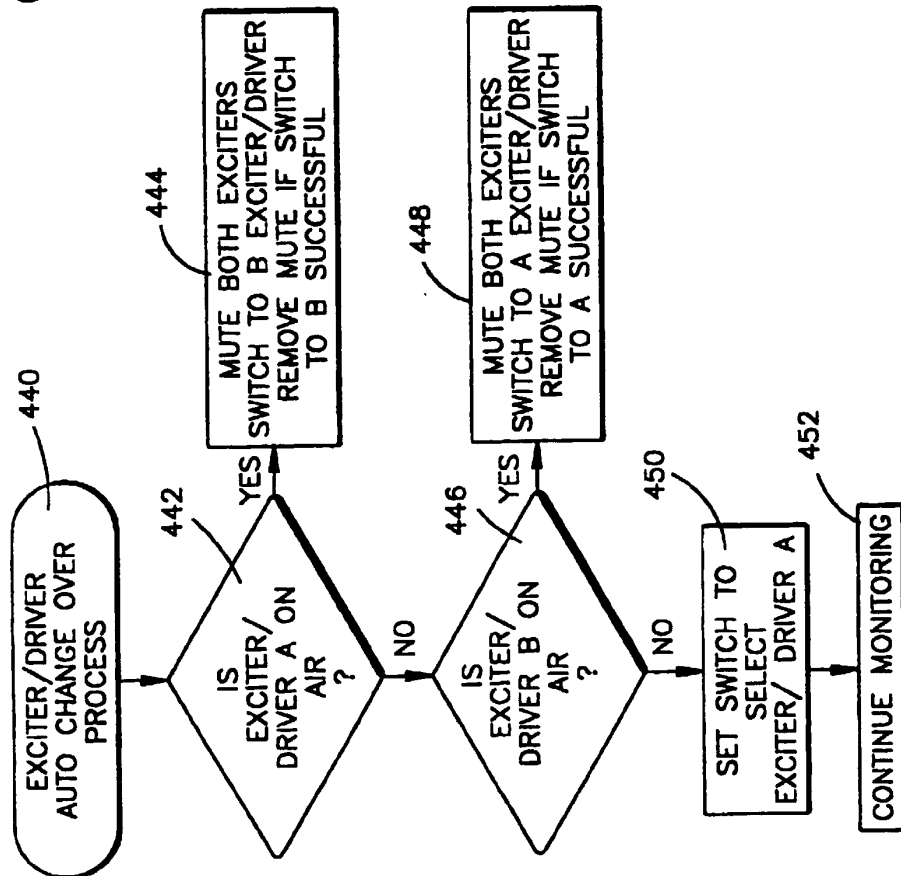 440
EXCITER/DRIVER
AUTO CHANGE OVER
PROCESS
442
IS
EXCITER/
DRIVER A ON
AIR
?
YES
NO
444
MUTE BOTH EXCITERS
SWITCH TO B EXCITER/DRIVER
REMOVE MUTE IF SWITCH
TO B SUCCESSFUL
446
IS
EXCITER/
DRIVER B ON
AIR
?
YES
NO
448
MUTE BOTH EXCITERS
SWITCH TO A EXCITER/DRIVER
REMOVE MUTE IF SWITCH
TO A SUCCESSFUL
450
SET SWITCH TO
SELECT
EXCITER/ DRIVER A
452
CONTINUE MONITORING